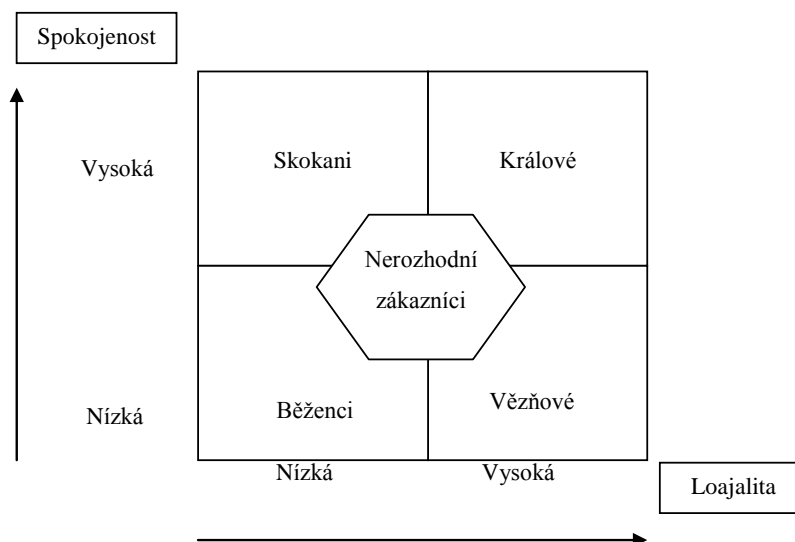 Spokojenost
Vysoká
Skokani
Králové
Nerozhodní
zákazníci
Nízká
Běženci
Vězňové
Nízká
Vysoká
Loajalita